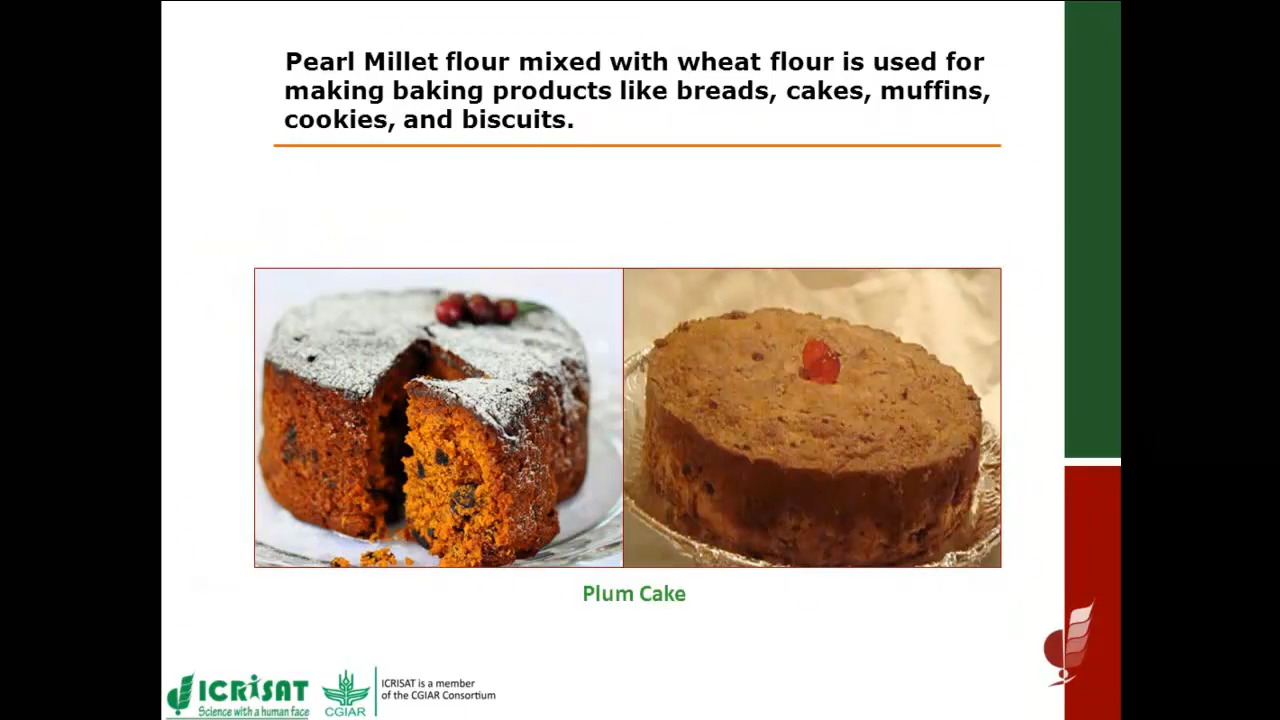 Pearl Millet flour mixed with wheat flour is used for
making baking products like breads, cakes, muffins,
cookies, and biscuits.
Plum Cake
ICRISAT
Science with a human face
CGIAR
ICRISAT is a member
of the CGIAR Consortium